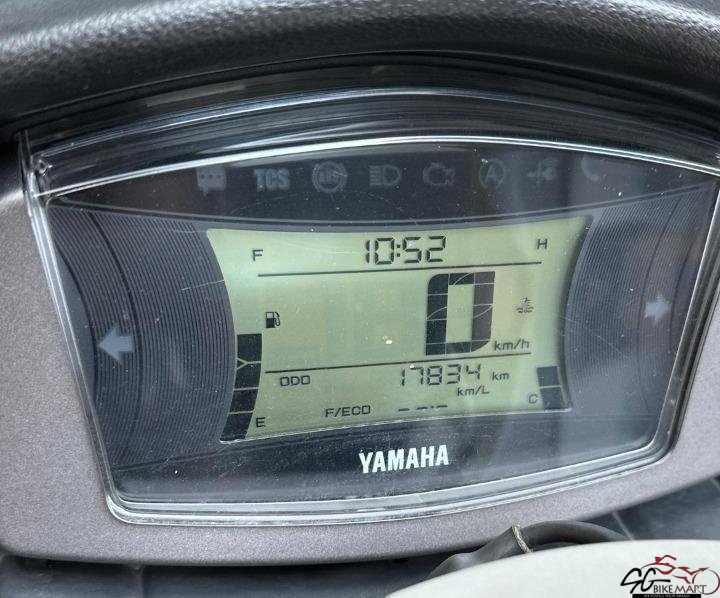 TCS ABS A
F 10:52 H
0
km/h
ODO 17834 km
km/L
E F/ECO --.- C
YAMAHA
SG
BIKEMART